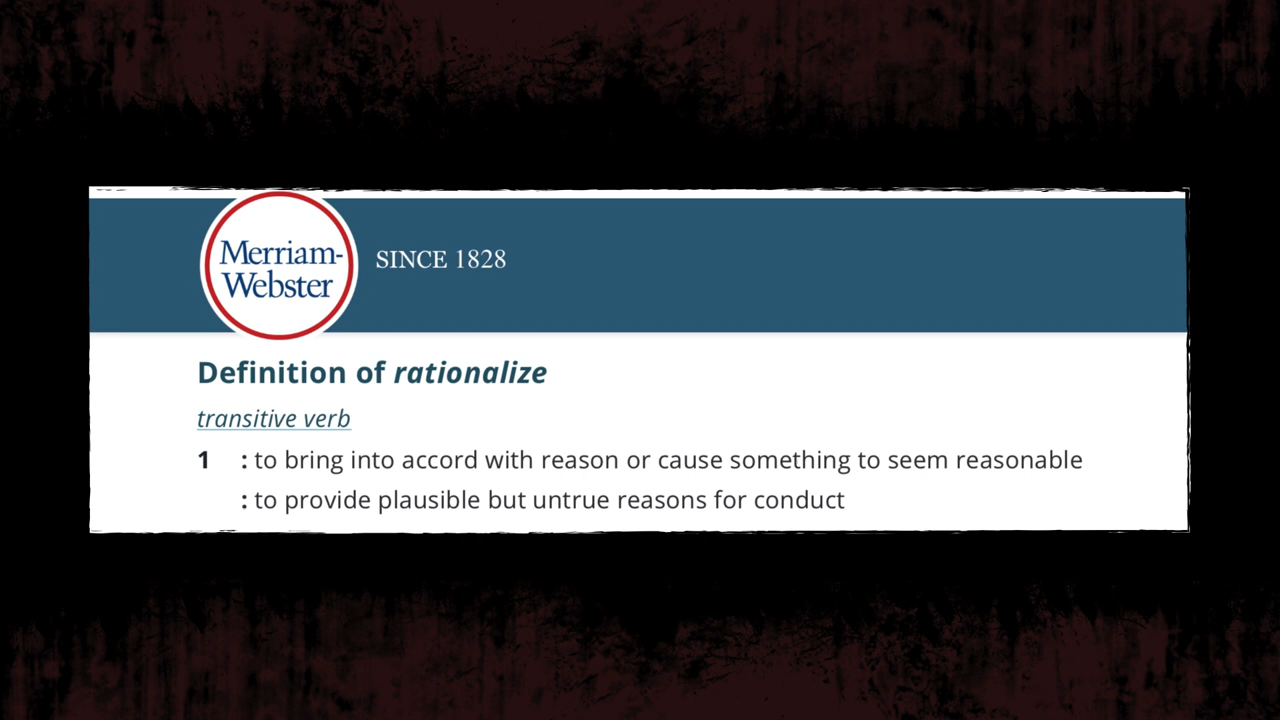 Merriam-
Webster
SINCE 1828
Definition of rationalize
transitive verb
1 : to bring into accord with reason or cause something to seem reasonable
: to provide plausible but untrue reasons for conduct